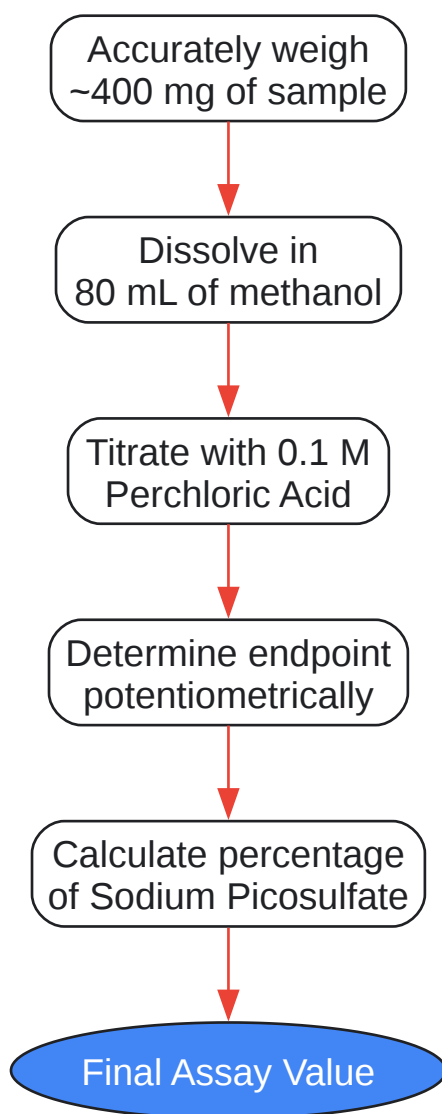 Accurately weigh
~400 mg of sample
Dissolve in
80 mL of methanol
Titrate with 0.1 M
Perchloric Acid
Determine endpoint
potentiometrically
Calculate percentage
of Sodium Picosulfate
Final Assay Value